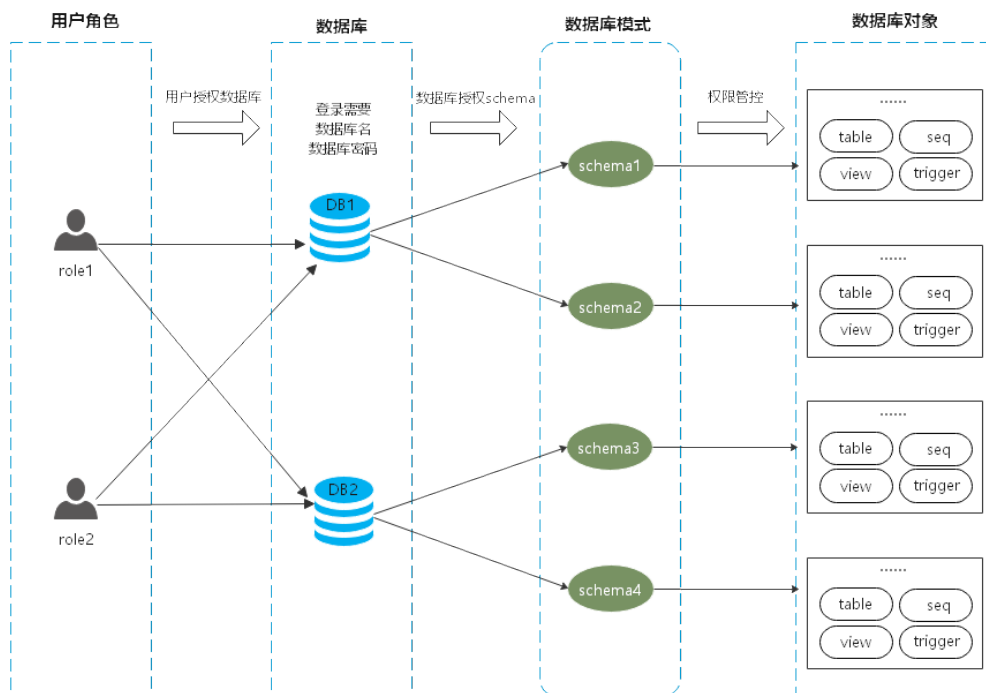 用户角色
数据库
数据库模式
数据库对象
用户授权数据库
登录需要
数据库名
数据库密码
数据库授权schema
权限管控
role1
role2
DB1
DB2
schema1
schema2
schema3
schema4
......
table
seq
view
trigger
......
table
seq
view
trigger
......
table
seq
view
trigger
......
table
seq
view
trigger